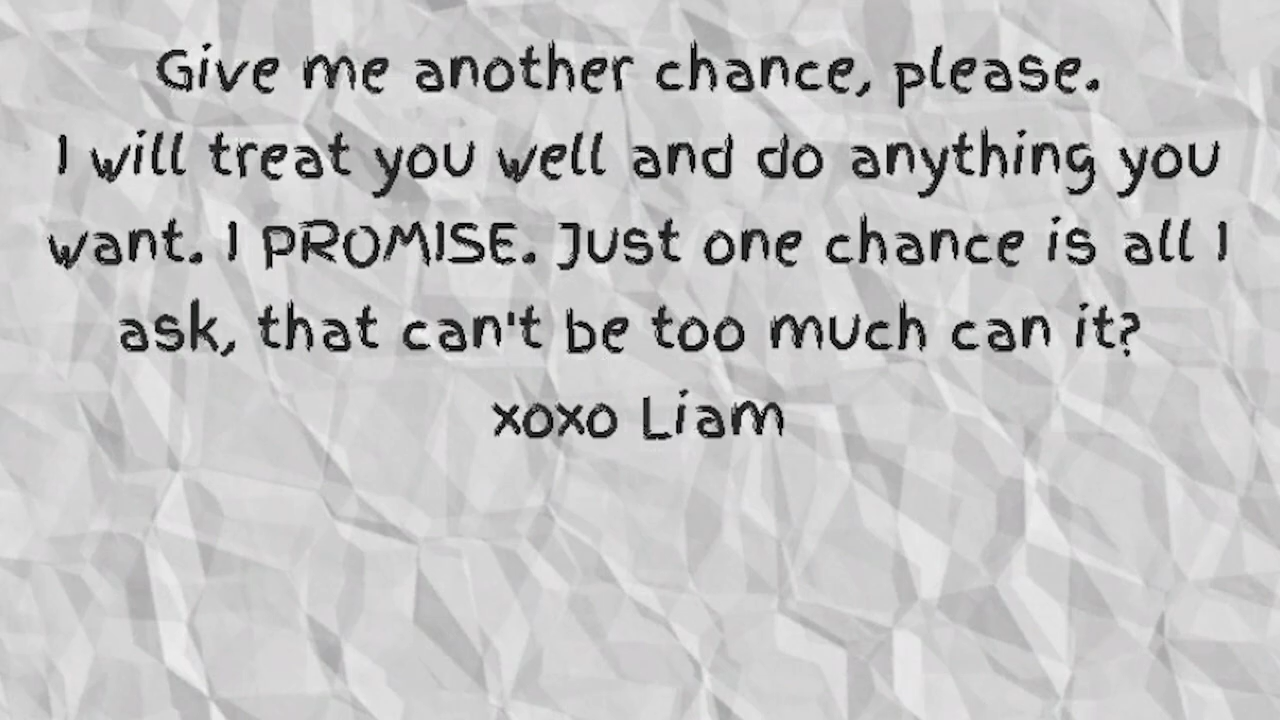 Give me another chance, please.
I will treat you well and do anything you
want. I PROMISE. Just one chance is all I
ask, that can't be too much can it?
xoxo Liam